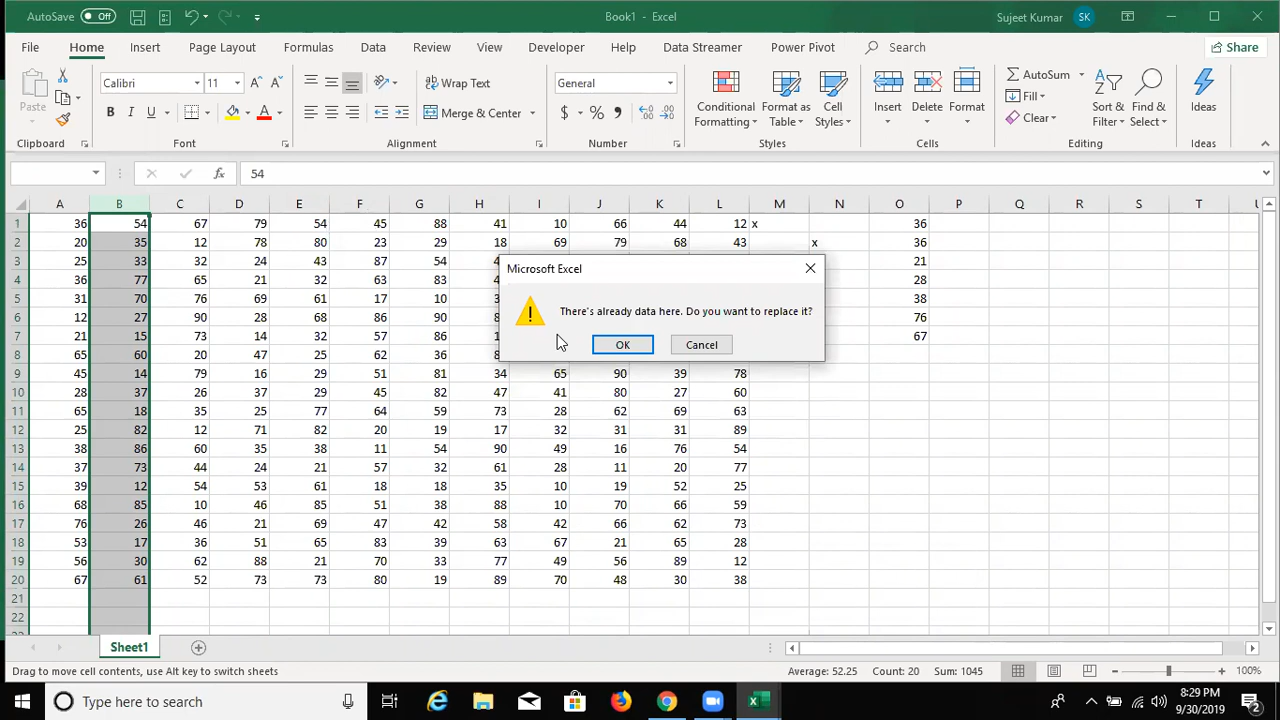 AutoSave Off Book1 - Excel Sujeet Kumar SK
File Home Insert Page Layout Formulas Data Review View Developer Help Data Streamer Power Pivot Search Share
Calibri 11 Wrap Text General AutoSum
Paste B I U Merge & Center $ % Conditional Formatting Format as Table Cell Styles Insert Delete Format Fill Clear Sort & Filter Find & Select Ideas
Clipboard Font Alignment Number Styles Cells Editing Ideas
fx 54
A B C D E F G H I J K L M N O P Q R S T U
1 36 54 67 79 54 45 88 41 10 66 44 12 x 36
2 20 35 12 78 80 23 29 18 69 79 68 43 x 36
3 25 33 32 24 43 87 54 21
4 36 77 65 21 32 63 83 28
5 31 70 76 69 61 17 10 38
6 12 27 90 28 68 86 90 76
7 21 15 73 14 32 57 86 67
8 65 60 20 47 25 62 36
9 45 14 79 16 29 51 81 34 65 90 39 78
10 28 37 26 37 29 45 82 47 41 80 27 60
11 65 18 35 25 77 64 59 73 28 62 69 63
12 25 82 12 71 82 20 19 17 32 31 31 89
13 38 86 60 35 38 11 54 90 49 16 76 54
14 37 73 44 24 21 57 32 61 28 11 20 77
15 39 12 54 53 61 18 18 35 10 19 52 25
16 68 85 10 46 85 51 38 88 10 70 66 59
17 76 26 46 21 69 47 42 58 42 66 62 73
18 53 17 36 51 65 83 39 63 67 21 65 28
19 56 30 62 88 21 70 33 77 49 56 89 12
20 67 61 52 73 73 80 19 89 70 48 30 38
21
22
Microsoft Excel
There's already data here. Do you want to replace it?
OK Cancel
Sheet1
Drag to move cell contents, use Alt key to switch sheets Average: 52.25 Count: 20 Sum: 1045 100%
Type here to search 8:29 PM
9/30/2019 2